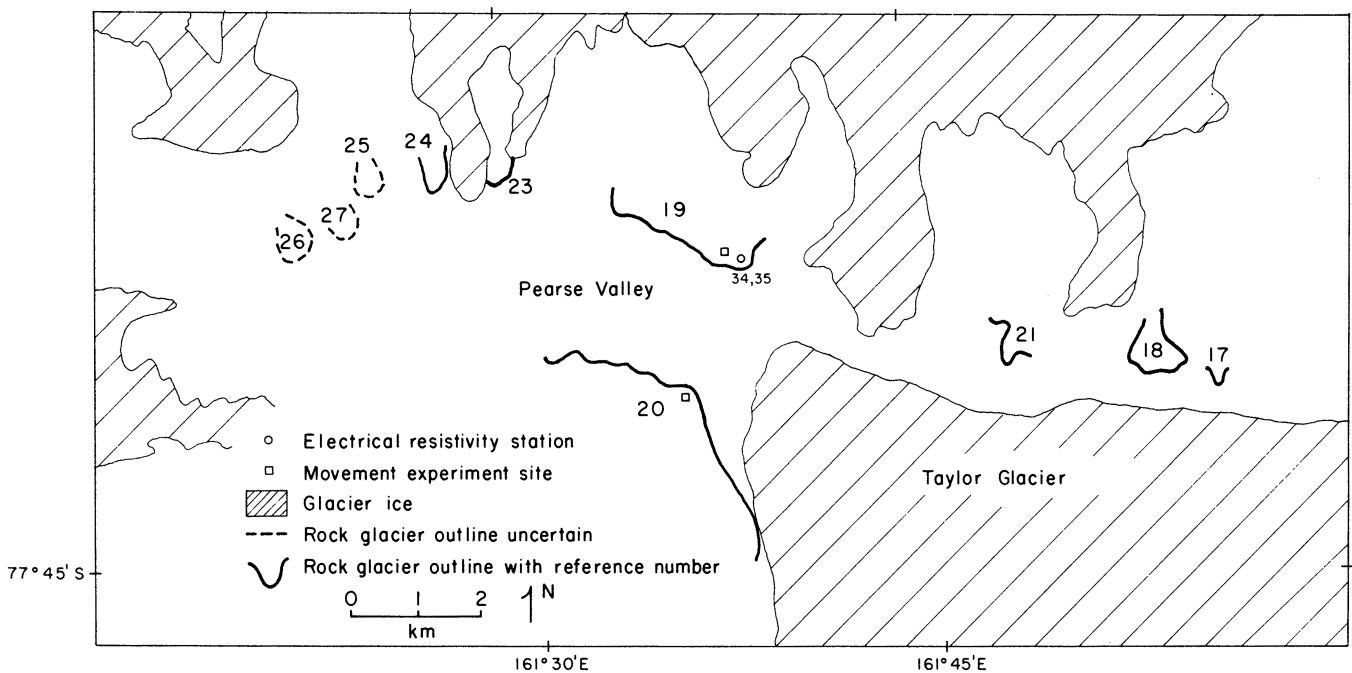 25
24
23
27
26
19
34,35
Pearse Valley
21
18
17
20
Electrical resistivity station
Movement experiment site
Glacier ice
Rock glacier outline uncertain
Rock glacier outline with reference number
Taylor Glacier
77°45' S
0 1 2
km
N
161°30'E
161°45'E